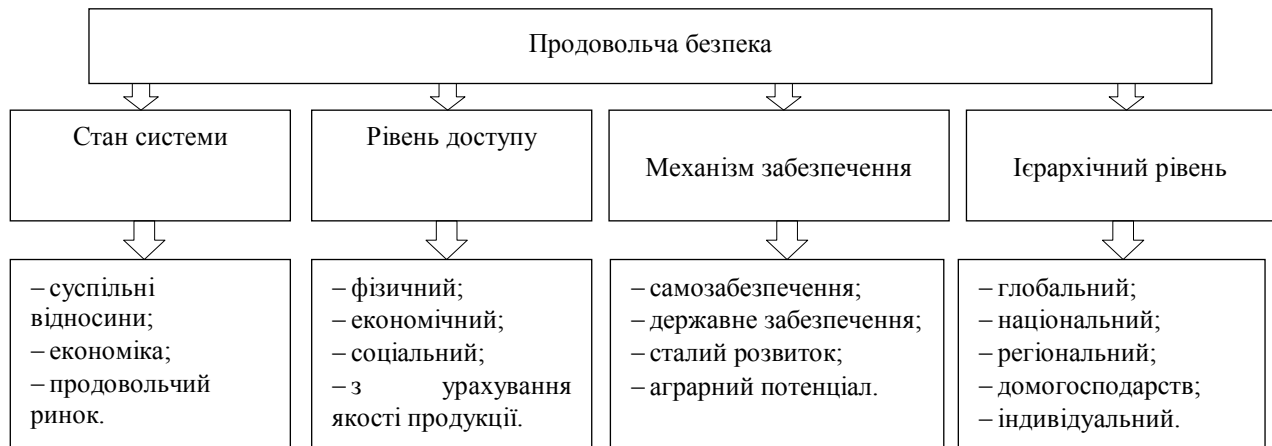 Продовольча безпека
Стан системи
Рівень доступу
Механізм забезпечення
Ієрархічний рівень
– суспільні
відносини;
– економіка;
– продовольчий
ринок.
– фізичний;
– економічний;
– соціальний;
– з урахування
якості продукції.
– самозабезпечення;
– державне забезпечення;
– сталий розвиток;
– аграрний потенціал.
– глобальний;
– національний;
– регіональний;
– домогосподарств;
– індивідуальний.